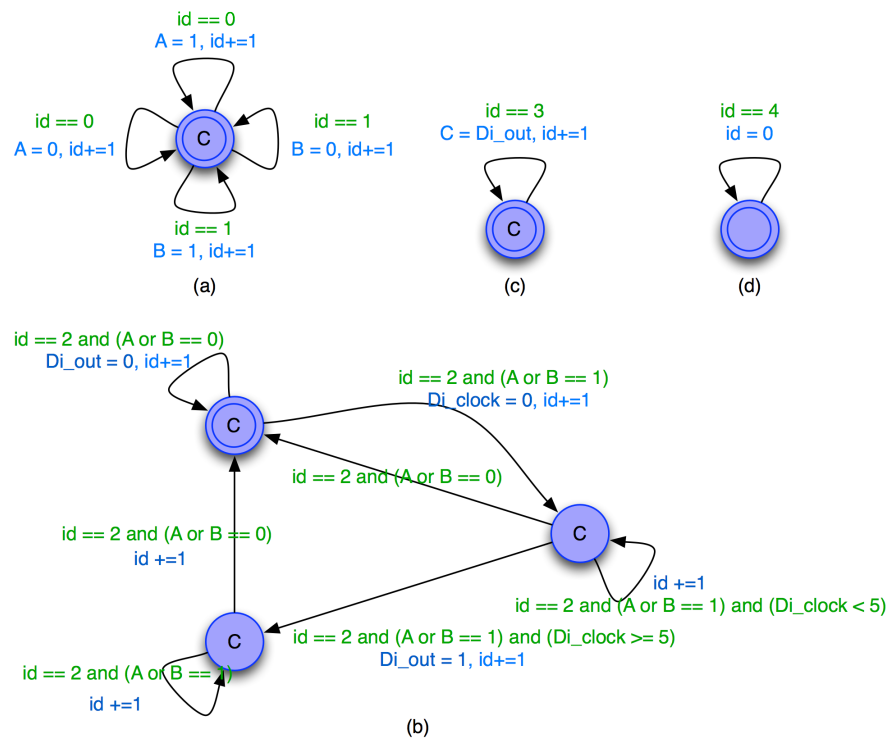 id == 0
A = 1, id+=1
id == 0
A = 0, id+=1
C
id == 1
B = 0, id+=1
id == 1
B = 1, id+=1
(a)
id == 3
C = Di_out, id+=1
C
(c)
id == 4
id = 0
(d)
id == 2 and (A or B == 0)
Di_out = 0, id+=1
C
id == 2 and (A or B == 1)
Di_clock = 0, id+=1
id == 2 and (A or B == 0)
C
id == 2 and (A or B == 0)
id +=1
id +=1
id == 2 and (A or B == 1) and (Di_clock < 5)
C
id == 2 and (A or B == 1) and (Di_clock >= 5)
Di_out = 1, id+=1
id == 2 and (A or B == 1)
id +=1
(b)